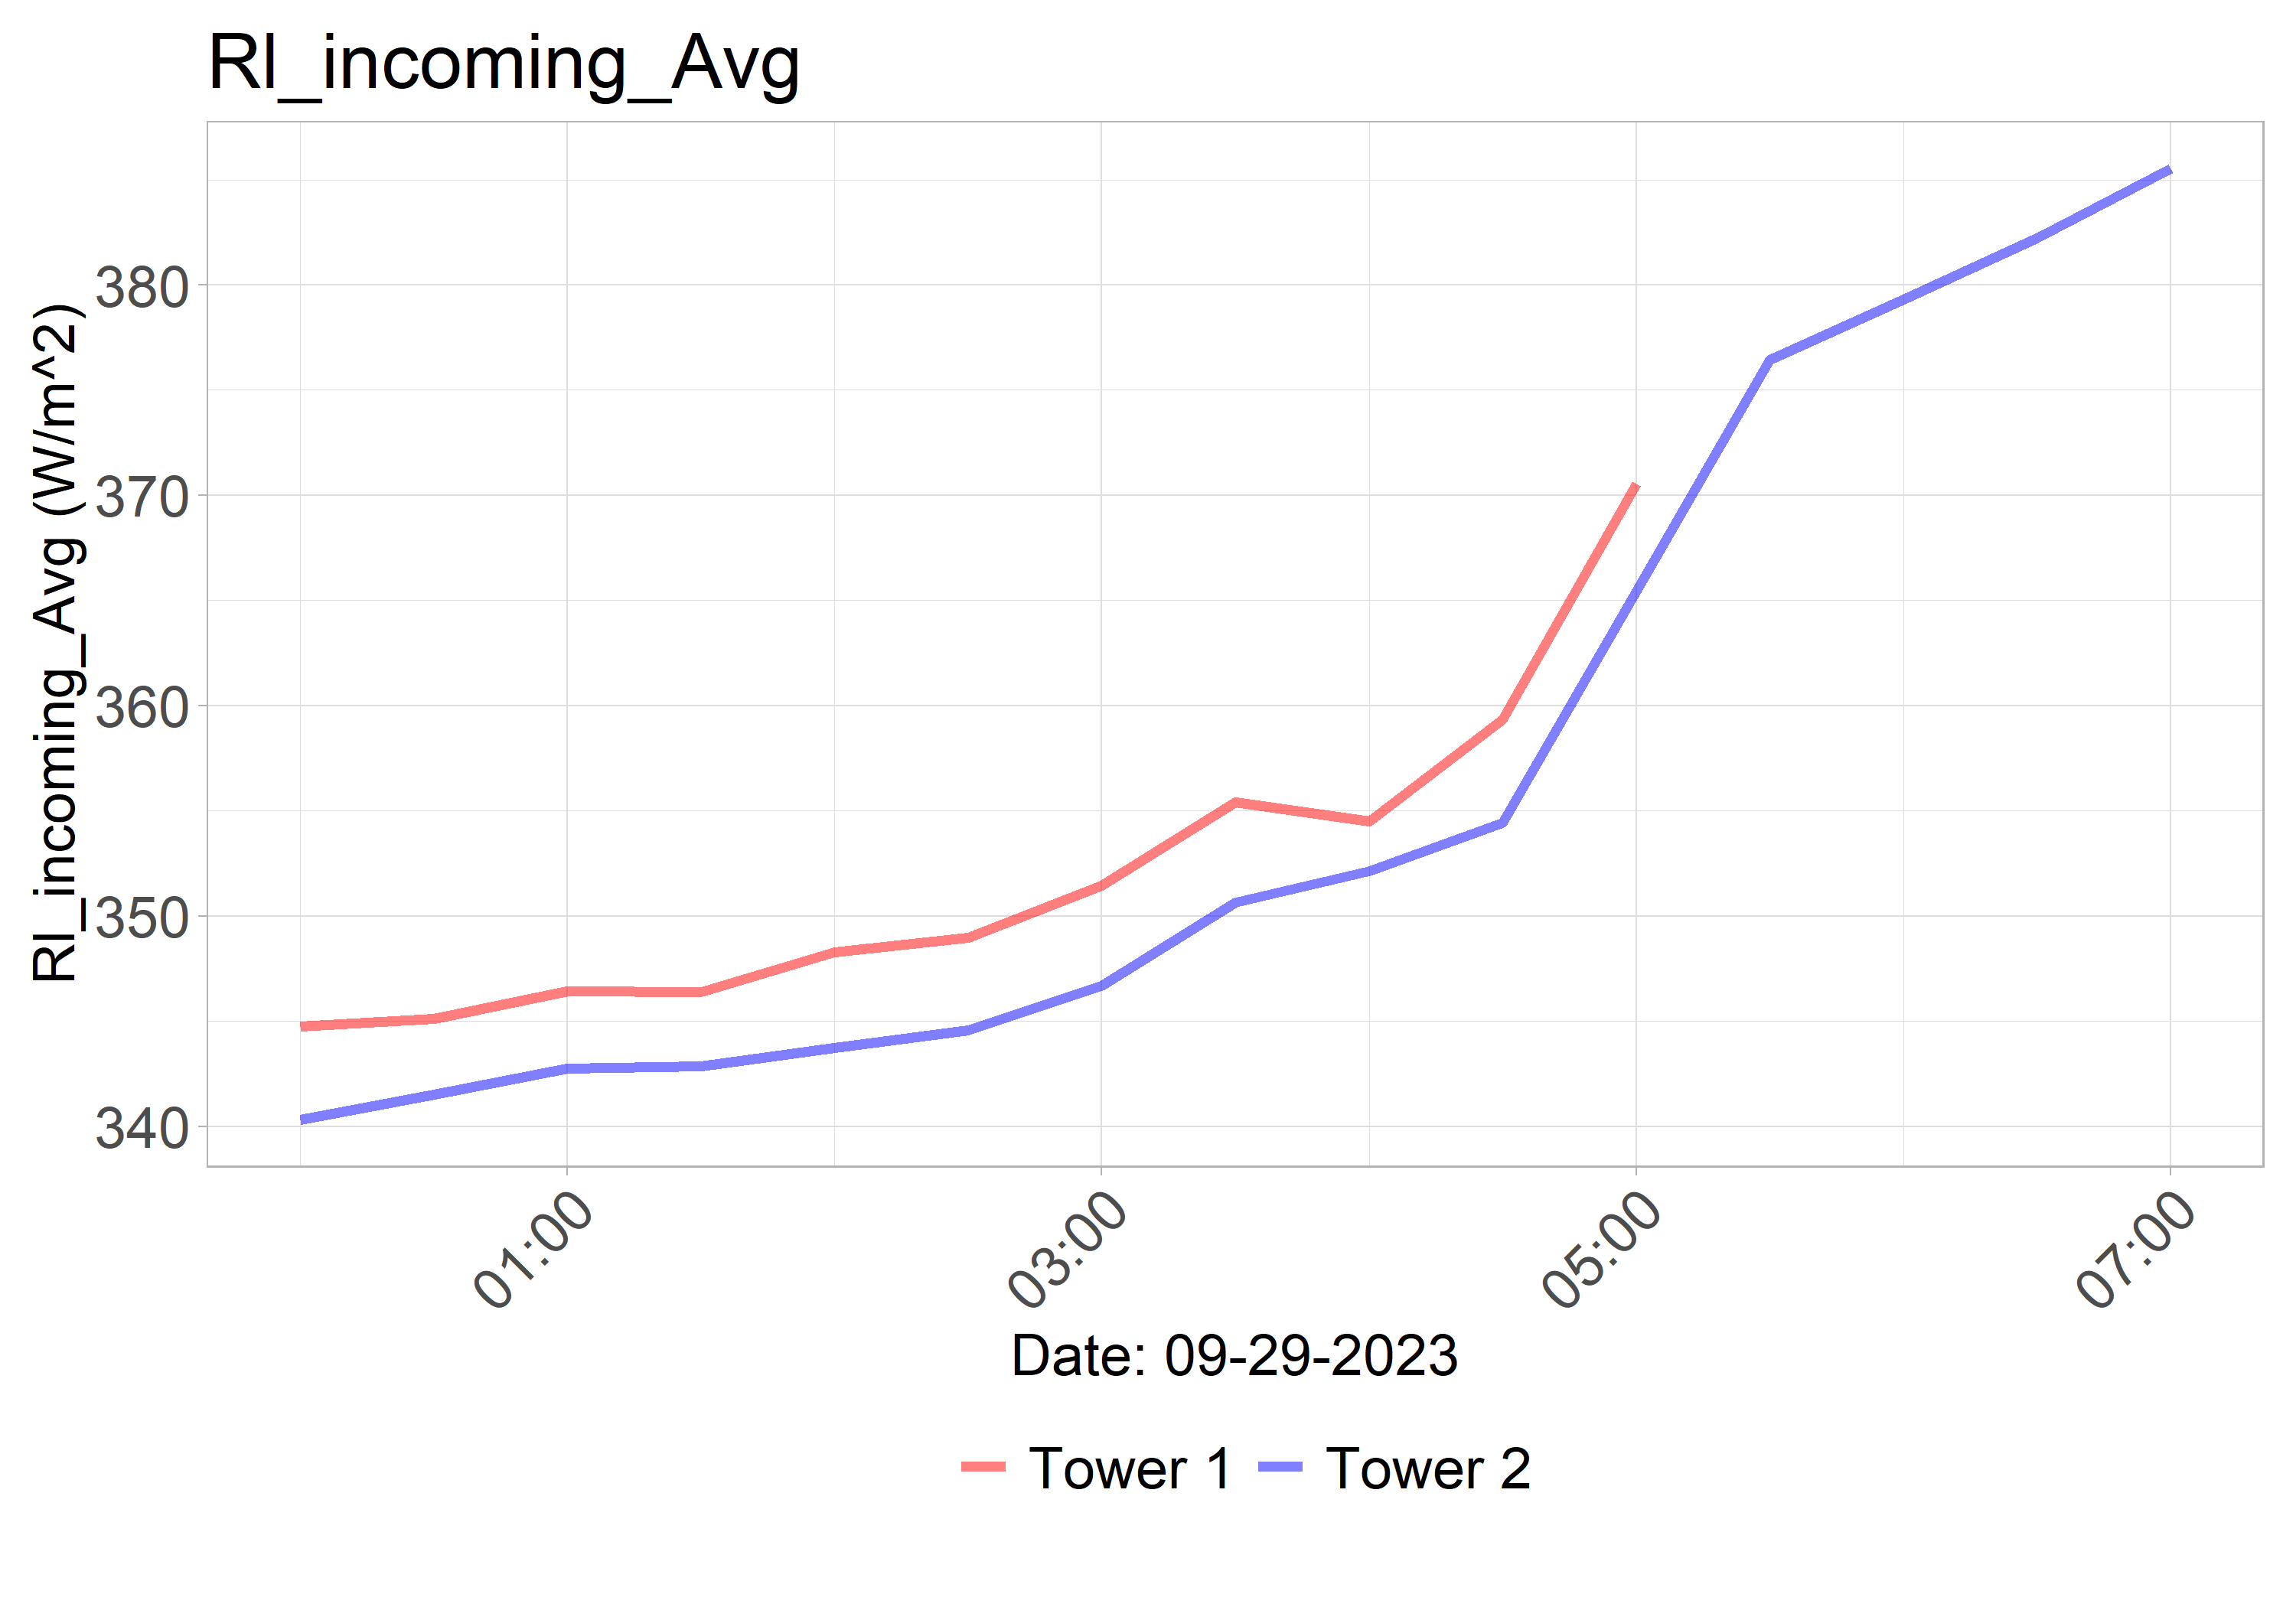 Rl_incoming_Avg
Rl_incoming_Avg (W/m^2)
380
370
360
350
340
01:00
03:00
05:00
07:00
Date: 09-29-2023
Tower 1
Tower 2